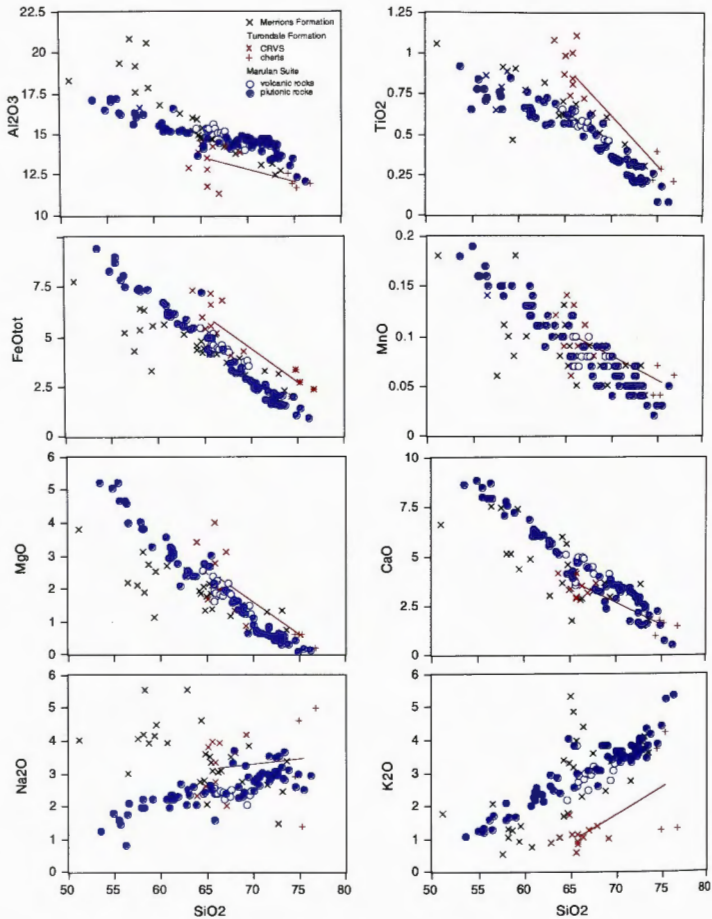 22.5
20
17.5
15
12.5
10
Al2O3
× Merrions Formation
Turondale Formation
× CRVS
+ cherts
Marulan Suite
volcanic rocks
plutonic rocks
1.25
1
0.75
0.5
0.25
0
TiO2
7.5
5
2.5
0
FeOtot
0.2
0.15
0.1
0.05
0
MnO
6
5
4
3
2
1
0
MgO
10
7.5
5
2.5
0
CaO
6
5
4
3
2
1
0
Na2O
50 55 60 65 70 75 80
SiO2
6
5
4
3
2
1
0
K2O
50 55 60 65 70 75 80
SiO2